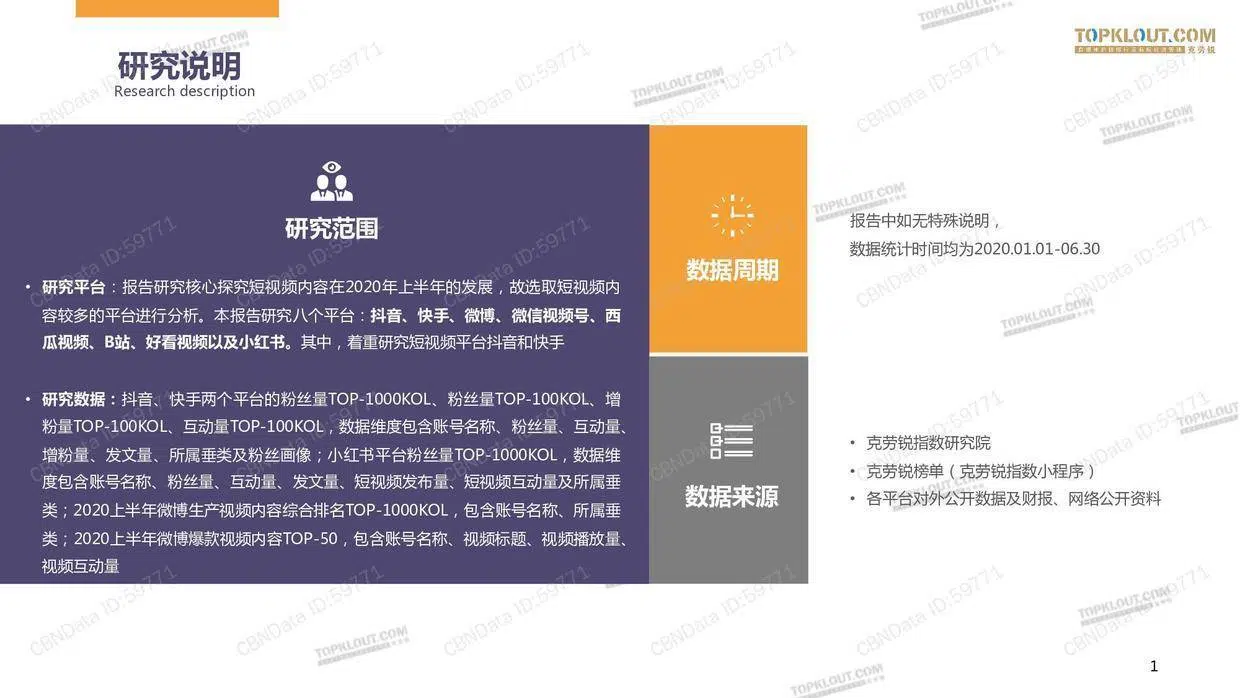 TOPKLOUT.COM
克劳锐
研究说明
Research description
研究范围
• 研究平台：报告研究核心探究短视频内容在2020年上半年的发展，故选取短视频内
容较多的平台进行分析。本报告研究八个平台：抖音、快手、微博、微信视频号、西
瓜视频、B站、好看视频以及小红书。其中，着重研究短视频平台抖音和快手
• 研究数据：抖音、快手两个平台的粉丝量TOP-1000KOL、粉丝量TOP-100KOL、增
粉量TOP-100KOL、互动量TOP-100KOL，数据维度包含账号名称、粉丝量、互动量、
增粉量、发文量、所属垂类及粉丝画像；小红书平台粉丝量TOP-1000KOL，数据维
度包含账号名称、粉丝量、互动量、发文量、短视频发布量、短视频互动量及所属垂
类；2020上半年微博生产视频内容综合排名TOP-1000KOL，包含账号名称、所属垂
类；2020上半年微博爆款视频内容TOP-50，包含账号名称、视频标题、视频播放量、
视频互动量
数据周期
报告中如无特殊说明，
数据统计时间均为2020.01.01-06.30
数据来源
• 克劳锐指数研究院
• 克劳锐榜单（克劳锐指数小程序）
• 各平台对外公开数据及财报、网络公开资料
CBNData ID:59771
TOPKLOUT.COM
1